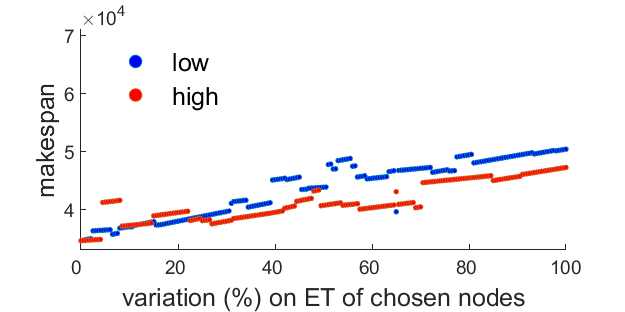 ×10⁴
7
6
5
4
low
high
makespan
0 20 40 60 80 100
variation (%) on ET of chosen nodes